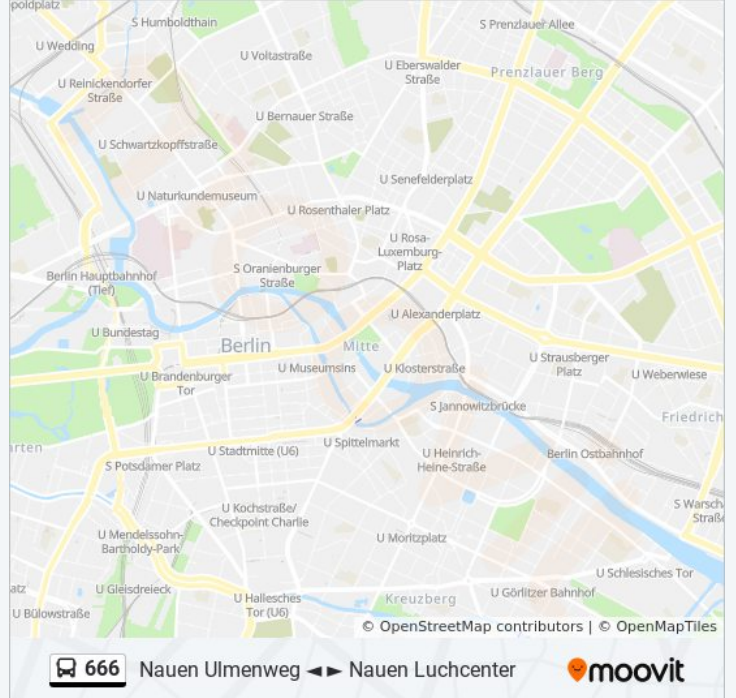 poldplatz
S Humboldthain
S Prenzlauer Allee
U Wedding
U Voltastraße
U Eberswalder
Straße
Prenzlauer Berg
U Reinickendorfer
Straße
U Bernauer Straße
U Schwartzkopffstraße
U Senefelderplatz
U Naturkundemuseum
U Rosenthaler Platz
U Rosa-
Luxemburg-
Platz
Berlin Hauptbahnhof
(Tief)
S Oranienburger
Straße
U Alexanderplatz
U Bundestag
Berlin
Mitte
U Museumsins
U Klosterstraße
U Strausberger
Platz
U Weberwiese
U Brandenburger
Tor
S Jannowitzbrücke
Friedrich
rten
U Stadtmitte (U6)
U Spittelmarkt
S Potsdamer Platz
U Heinrich-
Heine-Straße
Berlin Ostbahnhof
S Warsch
Straße
U Kochstraße/
Checkpoint Charlie
U Mendelssohn-
Bartholdy-Park
U Moritzplatz
U Schlesisches Tor
atz
U Gleisdreieck
U Hallesches
Tor (U6)
Kreuzberg
U Görlitzer Bahnhof
U Bülowstraße
© OpenStreetMap contributors | © OpenMapTiles
666 Nauen Ulmenweg ◄ ► Nauen Luchcenter
moovit